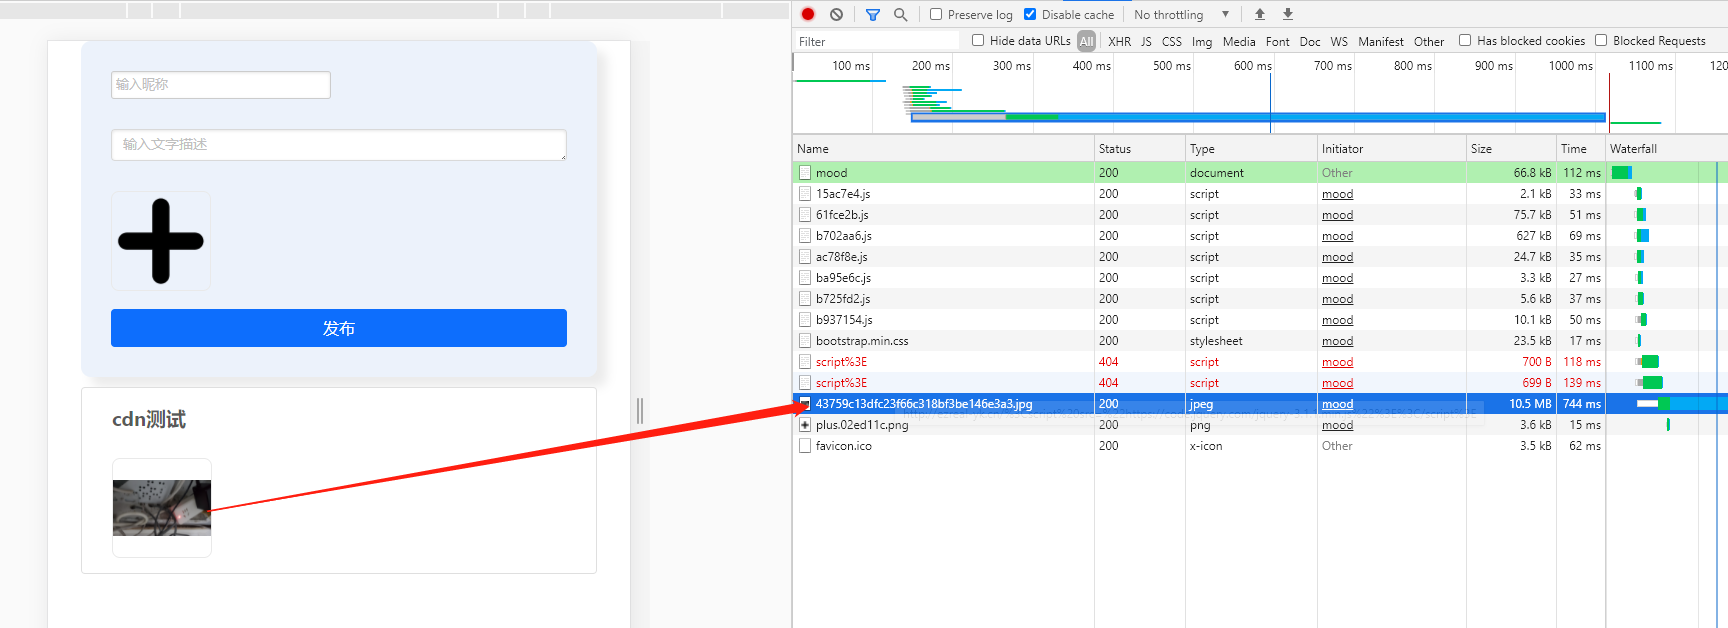 输入昵称
输入文字描述
发布
cdn测试
Preserve log
Disable cache
No throttling
Filter
Hide data URLs
All
XHR JS CSS Img Media Font Doc WS Manifest Other
Has blocked cookies
Blocked Requests
100 ms 200 ms 300 ms 400 ms 500 ms 600 ms 700 ms 800 ms 900 ms 1000 ms 1100 ms 120
Name Status Type Initiator Size Time Waterfall
mood 200 document Other 66.8 kB 112 ms
15ac7e4.js 200 script mood 2.1 kB 33 ms
61fce2b.js 200 script mood 75.7 kB 51 ms
b702aa6.js 200 script mood 627 kB 69 ms
ac78f8e.js 200 script mood 24.7 kB 35 ms
ba95e6c.js 200 script mood 3.3 kB 27 ms
b725fd2.js 200 script mood 5.6 kB 37 ms
b937154.js 200 script mood 10.1 kB 50 ms
bootstrap.min.css 200 stylesheet mood 23.5 kB 17 ms
script%3E 404 script mood 700 B 118 ms
script%3E 404 script mood 699 B 139 ms
43759c13dfc23f66c318bf3be146e3a3.jpg 200 jpeg mood 10.5 MB 744 ms
plus.02ed11c.png 200 png mood 3.6 kB 15 ms
favicon.ico 200 x-icon Other 3.5 kB 62 ms